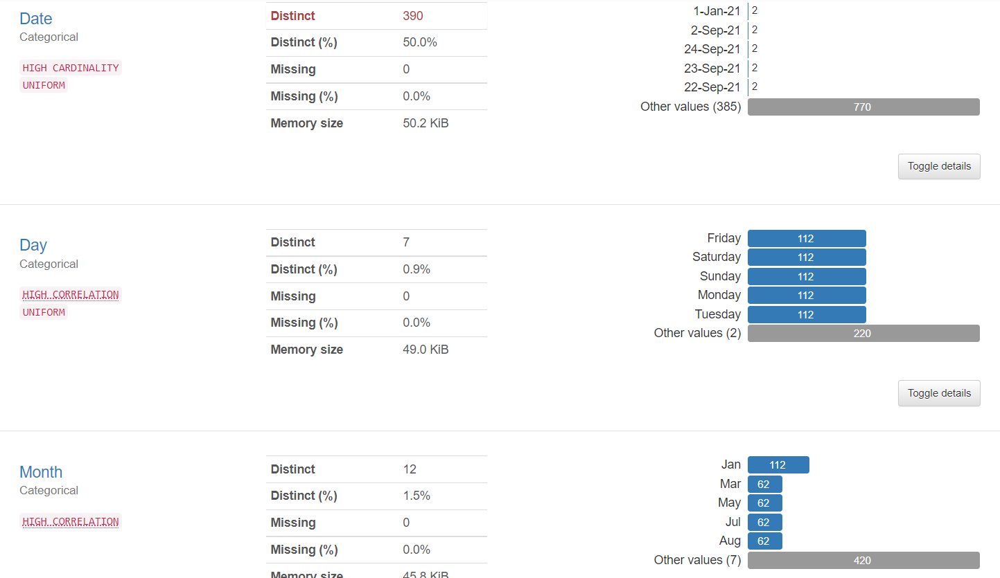 Date
Categorical
HIGH CARDINALITY
UNIFORM
Distinct 390
Distinct (%) 50.0%
Missing 0
Missing (%) 0.0%
Memory size 50.2 KiB
1-Jan-21 2
2-Sep-21 2
24-Sep-21 2
23-Sep-21 2
22-Sep-21 2
Other values (385) 770
Toggle details
Day
Categorical
HIGH CORRELATION
UNIFORM
Distinct 7
Distinct (%) 0.9%
Missing 0
Missing (%) 0.0%
Memory size 49.0 KiB
Friday 112
Saturday 112
Sunday 112
Monday 112
Tuesday 112
Other values (2) 220
Toggle details
Month
Categorical
HIGH CORRELATION
Distinct 12
Distinct (%) 1.5%
Missing 0
Missing (%) 0.0%
Memory size 45.8 KiB
Jan 112
Mar 62
May 62
Jul 62
Aug 62
Other values (7) 420